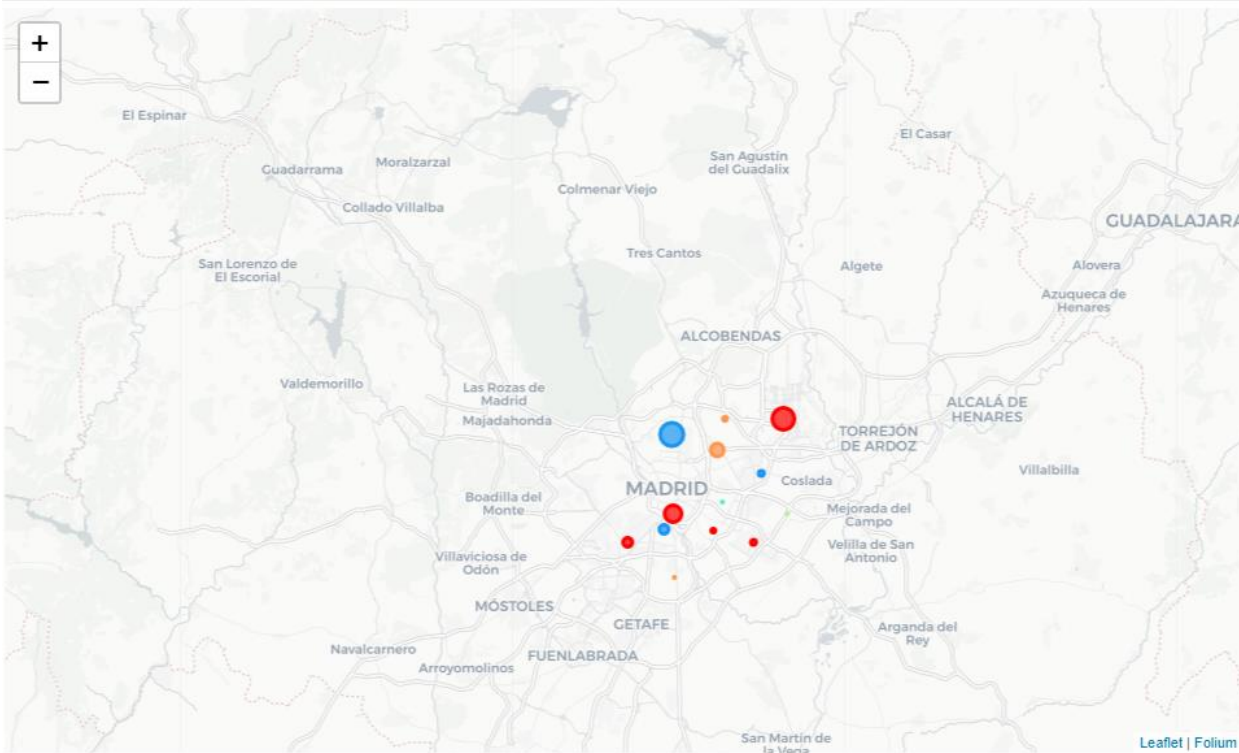 +
−
El Espinar
El Casar
San Agustín
del Guadalix
Moralzarzal
Guadarrama
Colmenar Viejo
Collado Villalba
GUADALAJARA
Tres Cantos
San Lorenzo de
El Escorial
Algete
Alovera
Azuqueca de
Henares
ALCOBENDAS
Valdemorillo
Las Rozas de
Madrid
Majadahonda
ALCALÁ DE
HENARES
TORREJÓN
DE ARDOZ
Villalbilla
Coslada
MADRID
Boadilla del
Monte
Mejorada del
Campo
Velilla de San
Antonio
Villaviciosa de
Odón
MÓSTOLES
GETAFE
Arganda del
Rey
Navalcarnero
FUENLABRADA
Arroyomolinos
San Martín de
la Vega
Leaflet | Folium